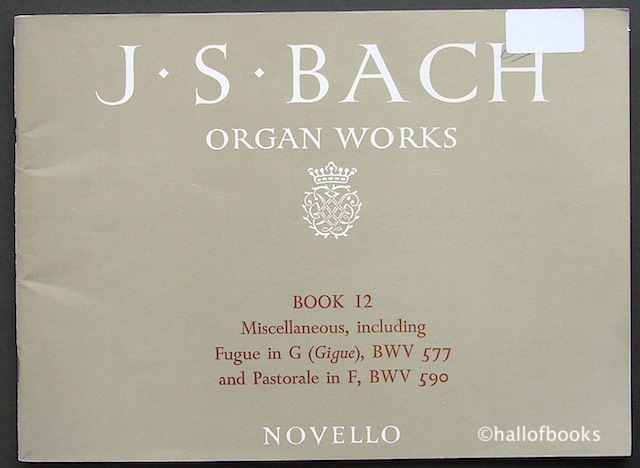 J · S · BACH
ORGAN WORKS
BOOK 12
Miscellaneous, including
Fugue in G (Gigue), BWV 577
and Pastorale in F, BWV 590
NOVELLO
©hallofbooks